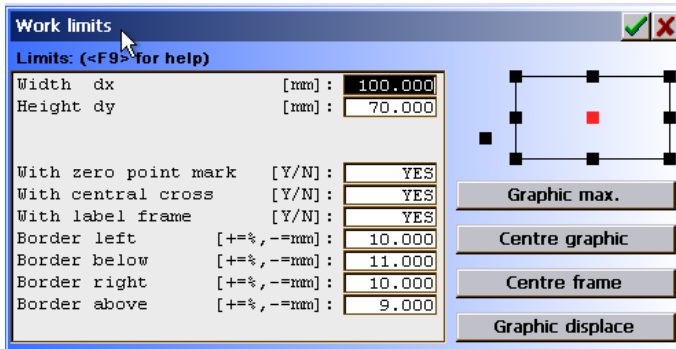 Work limits
Limits: (<F9> for help)
Width dx [mm]: 100.000
Height dy [mm]: 70.000
With zero point mark [Y/N]: YES
With central cross [Y/N]: YES
With label frame [Y/N]: YES
Border left [+=%,-=mm]: 10.000
Border below [+=%,-=mm]: 11.000
Border right [+=%,-=mm]: 10.000
Border above [+=%,-=mm]: 9.000
Graphic max.
Centre graphic
Centre frame
Graphic displace